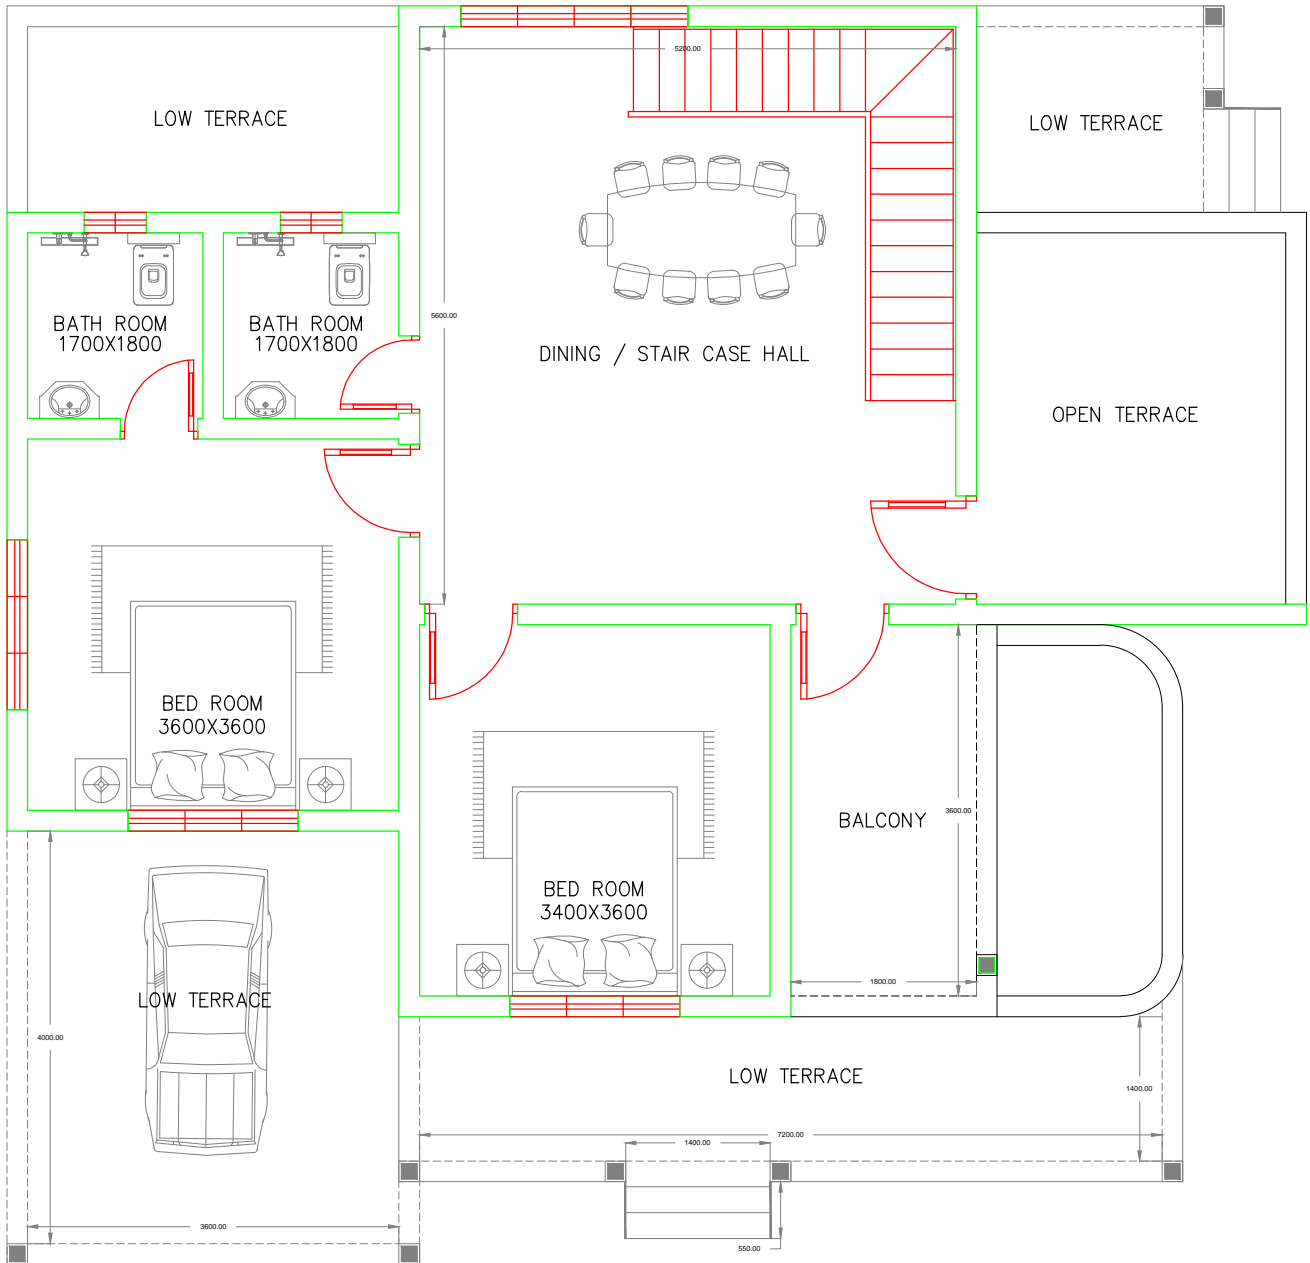 5200.00
LOW TERRACE
LOW TERRACE
5600.00
BATH ROOM
1700X1800
BATH ROOM
1700X1800
DINING / STAIR CASE HALL
OPEN TERRACE
BED ROOM
3600X3600
3600.00
BALCONY
BED ROOM
3400X3600
1800.00
LOW TERRACE
4000.00
LOW TERRACE
1400.00
7200.00
1400.00
3600.00
550.00